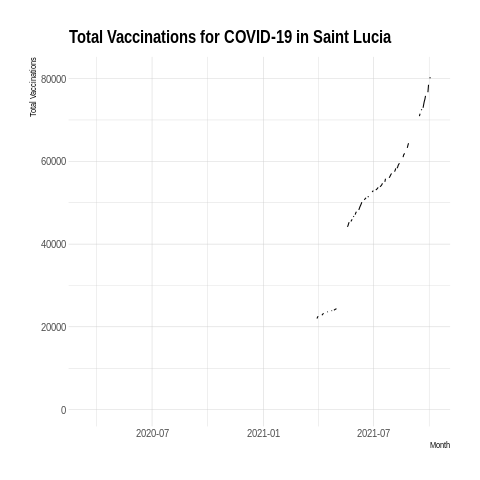 Total Vaccinations for COVID-19 in Saint Lucia
Total Vaccinations
80000
60000
40000
20000
0
2020-07
2021-01
2021-07
Month